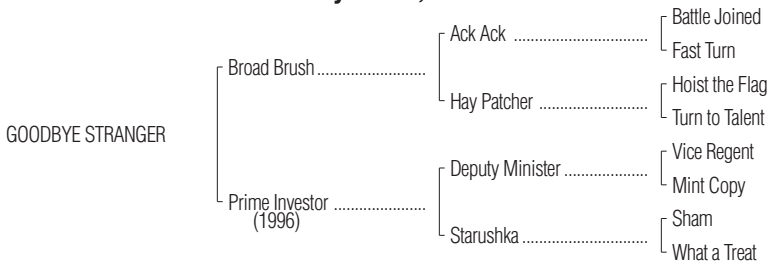 Battle Joined
Ack Ack ................................
Fast Turn
Broad Brush ..........................
Hoist the Flag
Hay Patcher ..........................
Turn to Talent
GOODBYE STRANGER
Vice Regent
Deputy Minister ....................
Mint Copy
Prime Investor ......................
(1996)
Sham
Starushka ..............................
What a Treat